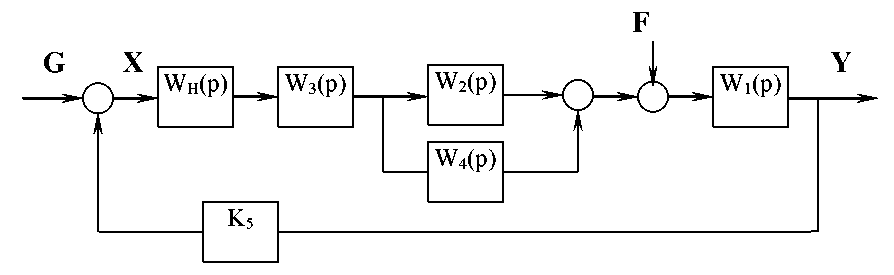 F
G X Y
W_H(p) W_3(p) W_2(p) W_1(p)
W_4(p)
K_5